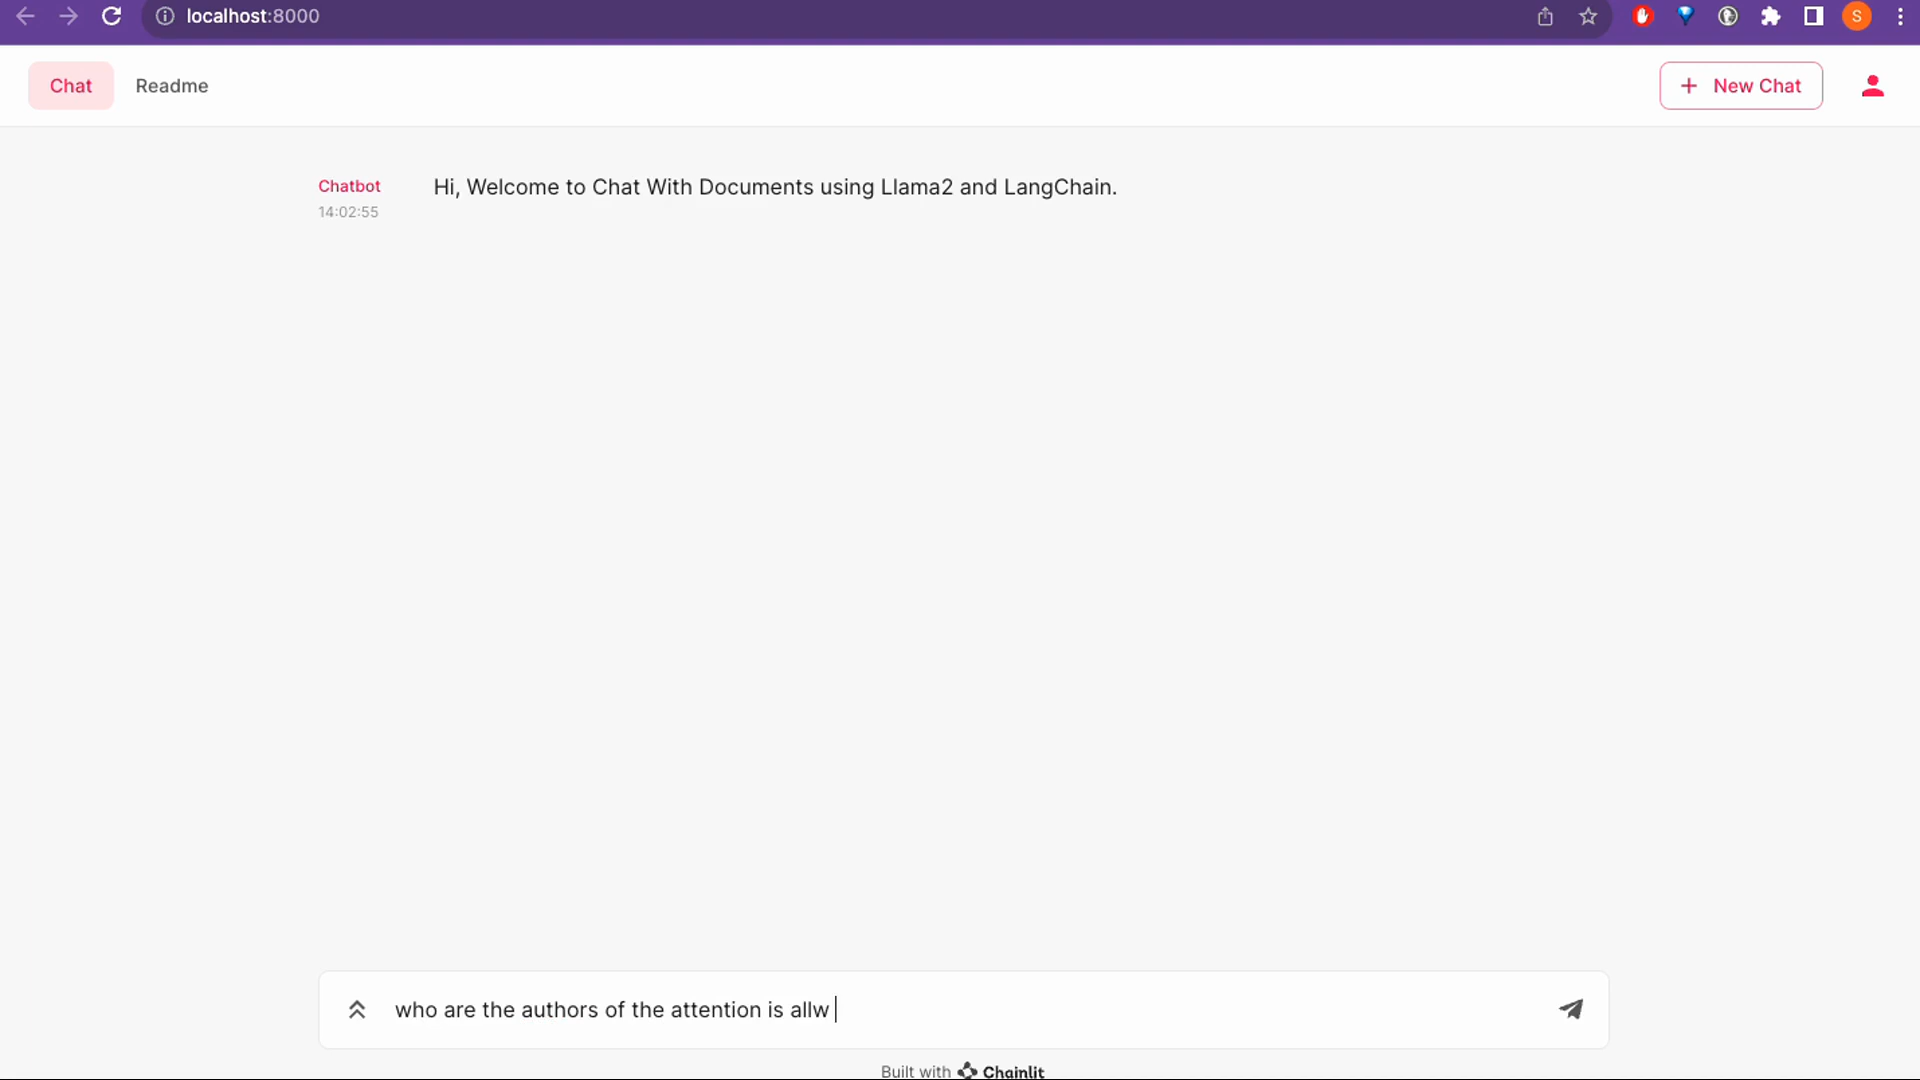 localhost:8000
S
Chat Readme + New Chat
Chatbot Hi, Welcome to Chat With Documents using Llama2 and LangChain.
14:02:55
who are the authors of the attention is allw
Built with Chainlit